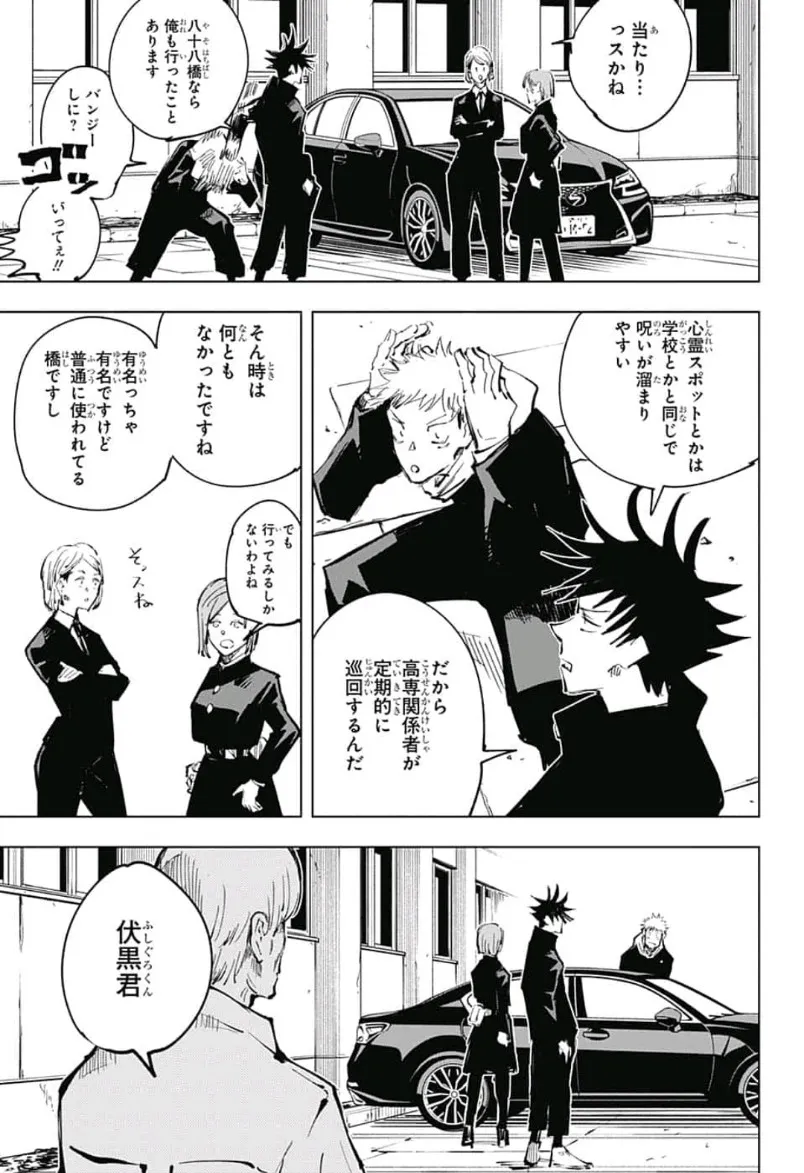 当たり…
っスかね
八十八橋なら
俺も行ったこと
あります
バンジー
しに?
ゴッ
いってぇ!!
心霊スポットとかは
学校とかと同じで
呪いが溜まり
やすい
だから
高専関係者が
定期的に
巡回するんだ
そん時は
何とも
なかったですね
有名っちゃ
有名ですけど
普通に使われてる
橋ですし
でも
行ってみるしか
ないわよね
そっスね
伏黒君